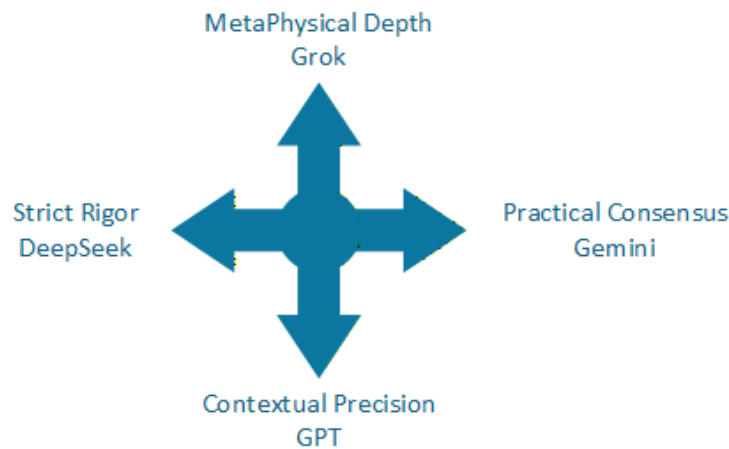 MetaPhysical Depth
Grok
Strict Rigor
DeepSeek
Practical Consensus
Gemini
Contextual Precision
GPT